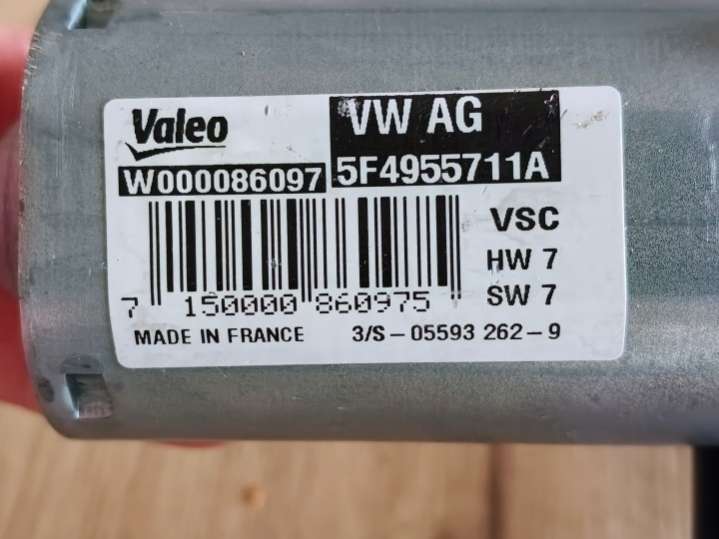 Valeo
VW AG
W000086097
5F4955711A
VSC
HW 7
SW 7
7 150000 860975
MADE IN FRANCE 3/S-05593 262-9